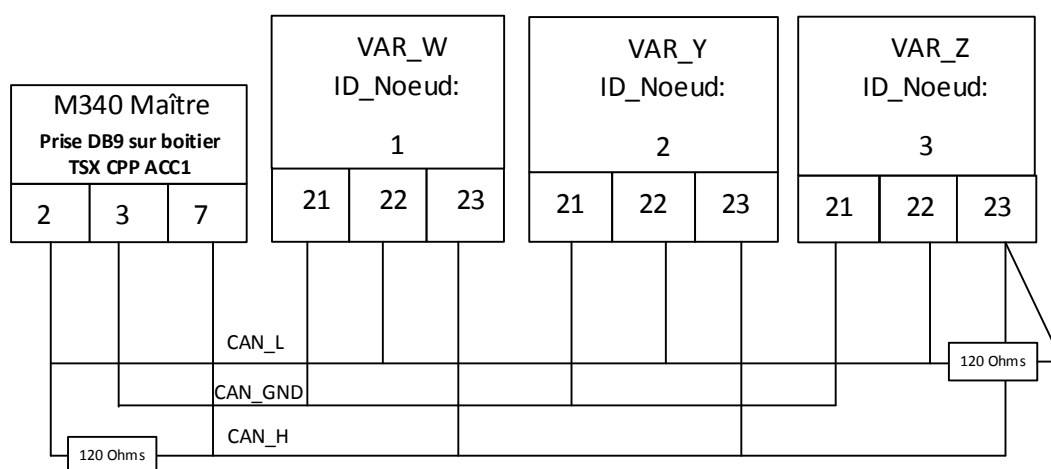 M340 Maître
Prise DB9 sur boitier
TSX CPP ACC1
2 3 7
VAR_W
ID_Noeud:
1
21 22 23
VAR_Y
ID_Noeud:
2
21 22 23
VAR_Z
ID_Noeud:
3
21 22 23
CAN_L
120 Ohms
CAN_GND
CAN_H
120 Ohms